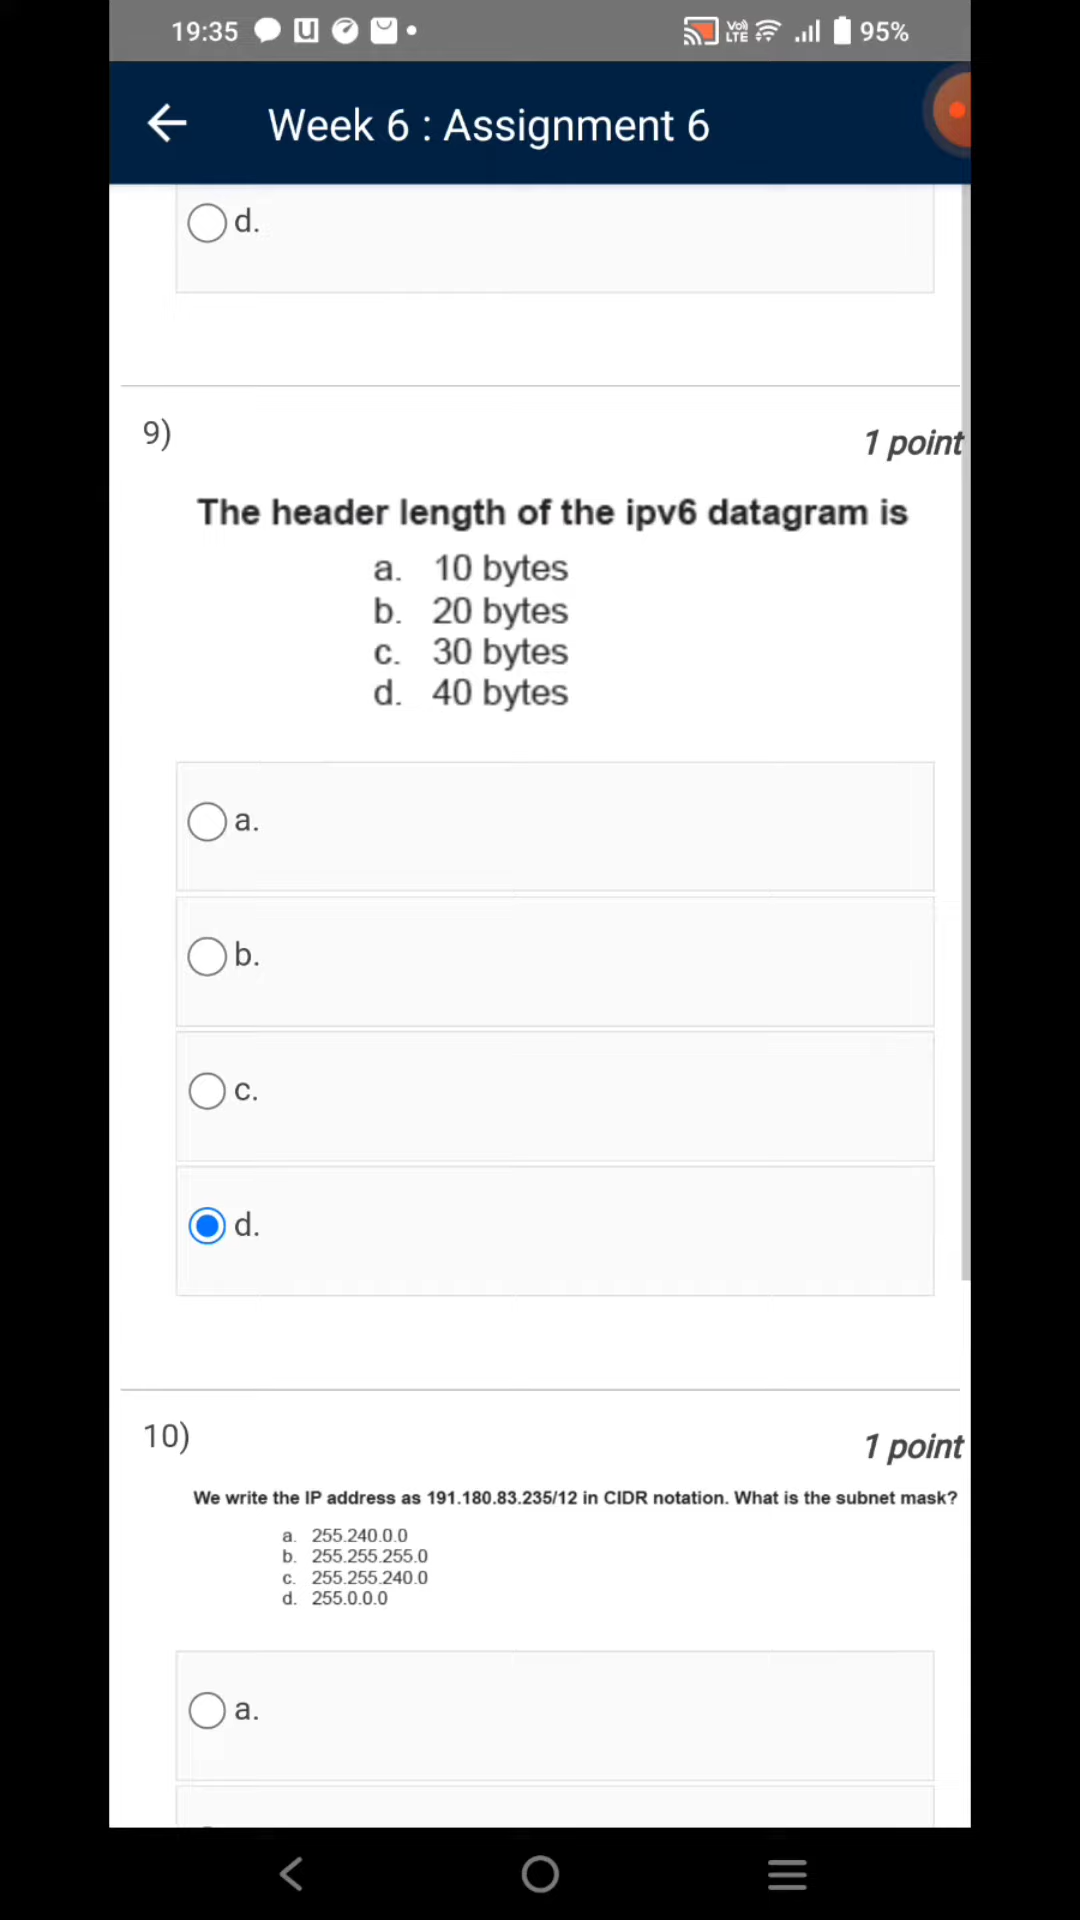 19:35 U VoD LTE 95%
Week 6 : Assignment 6
d.
9)
1 point
The header length of the ipv6 datagram is
a. 10 bytes
b. 20 bytes
c. 30 bytes
d. 40 bytes
a.
b.
c.
d.
10)
1 point
We write the IP address as 191.180.83.235/12 in CIDR notation. What is the subnet mask?
a. 255.240.0.0
b. 255.255.255.0
c. 255.255.240.0
d. 255.0.0.0
a.